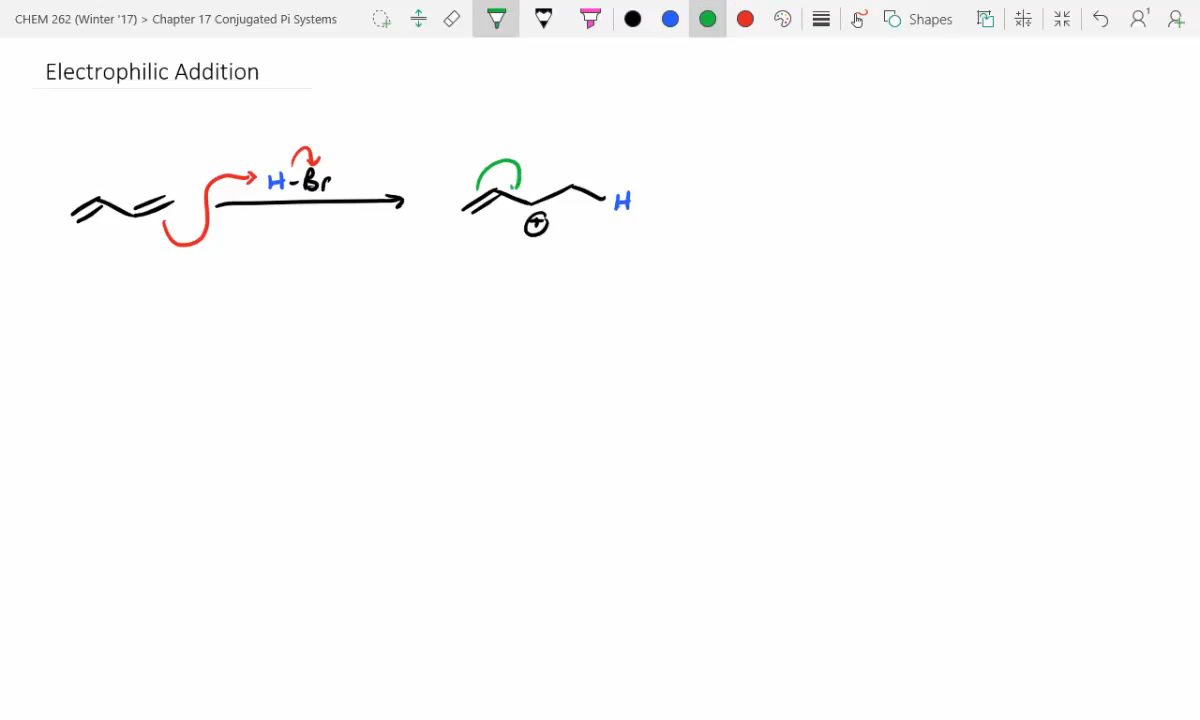 CHEM 262 (Winter '17) > Chapter 17 Conjugated Pi Systems
Shapes
Electrophilic Addition
H-Br
H
+